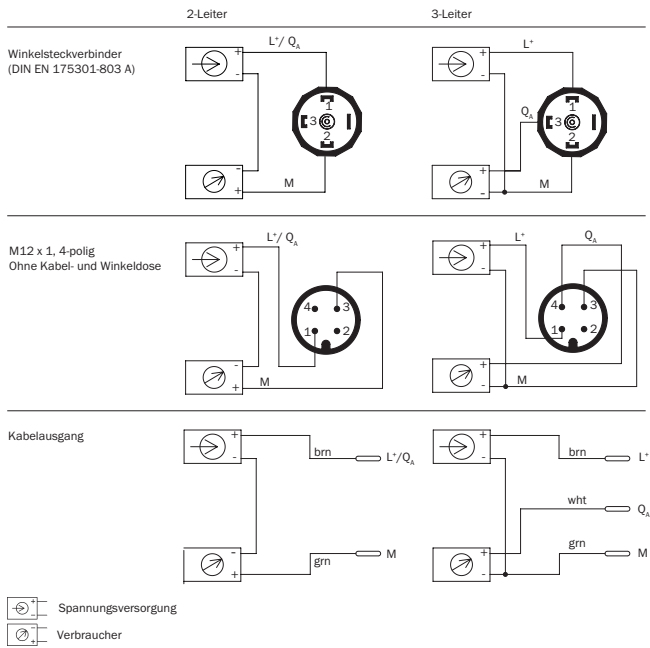 2-Leiter 3-Leiter
Winkelsteckverbinder
(DIN EN 175301-803 A)
+ L⁺/ Q_A
-
1
3
2
-
+ M
+ L⁺
-
1
3
2
Q_A
+
- M
M12 x 1, 4-polig
Ohne Kabel- und Winkeldose
+ L⁺/ Q_A
-
4 3
1 2
-
+ M
+ L⁺ Q_A
-
4 3
1 2
+
- M
Kabelausgang
+ brn L⁺/Q_A
-
-
+ grn M
+ brn L⁺
-
wht Q_A
+ grn M
-
+ - Spannungsversorgung
+ - Verbraucher